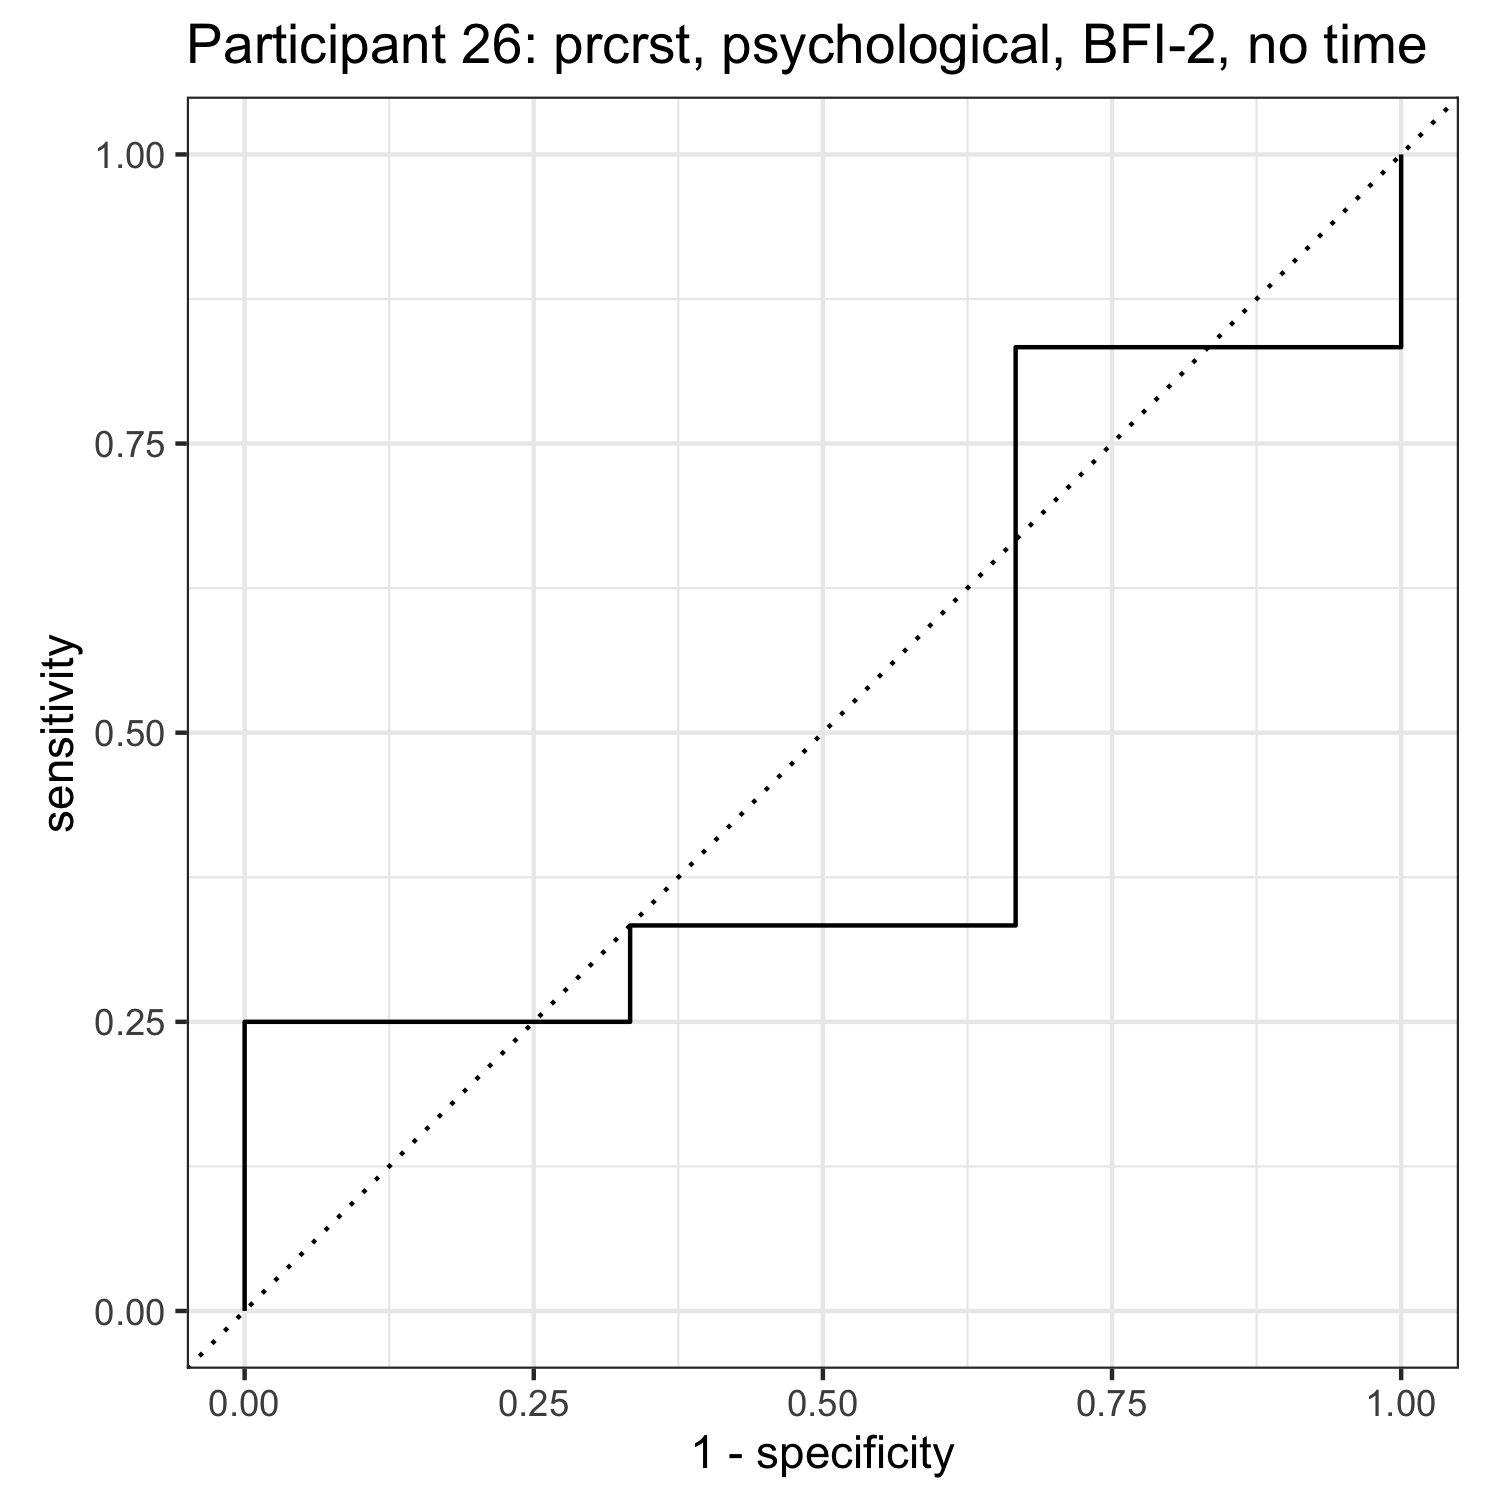 Participant 26: prcrst, psychological, BFI-2, no time
1.00
0.75
0.50
0.25
0.00
sensitivity
0.00 0.25 0.50 0.75 1.00
1 - specificity